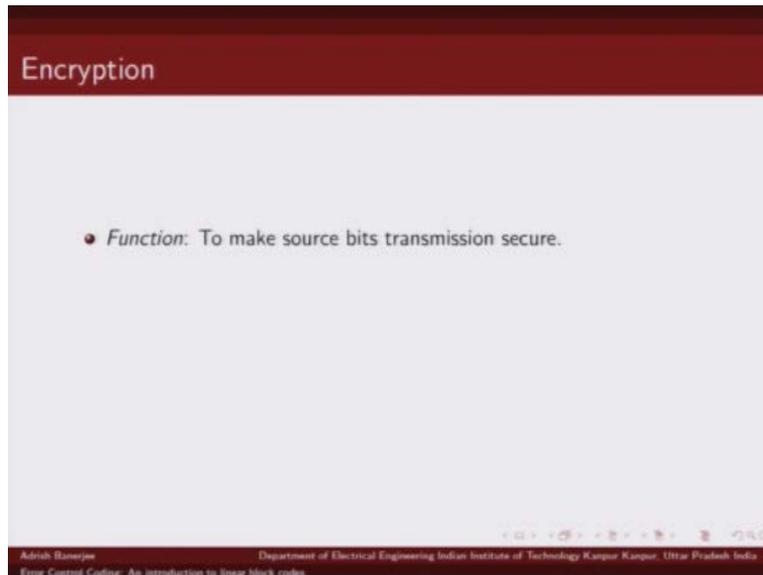 Encryption
Function: To make source bits transmission secure.
Adrish Banerjee
Department of Electrical Engineering Indian Institute of Technology Kanpur Kanpur, Uttar Pradesh India
Error Control Coding: An introduction to linear block codes